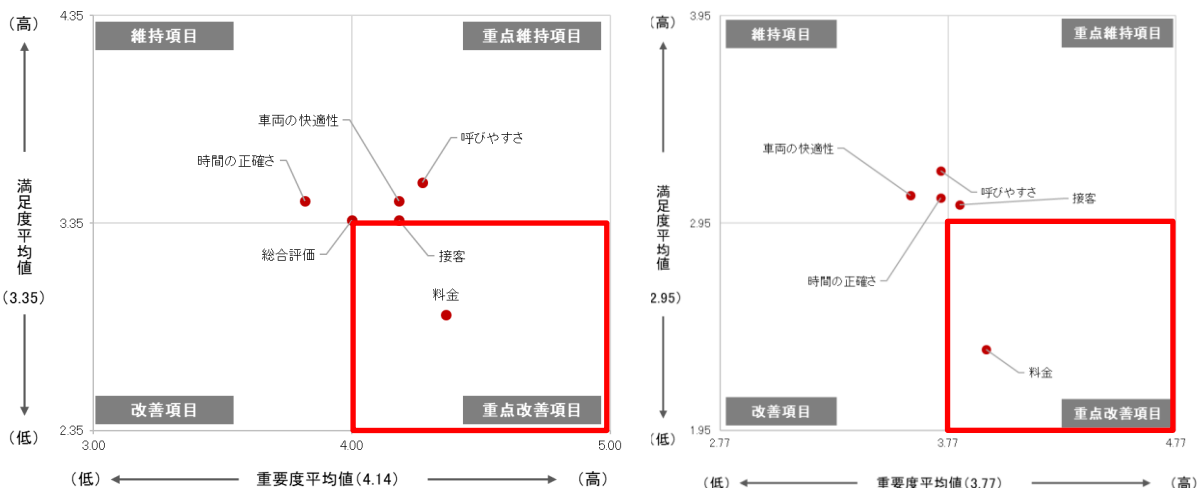 （高）
4.35
維持項目
重点維持項目
車両の快適性
呼びやすさ
時間の正確さ
満足度平均値
3.35
総合評価
接客
（3.35）
料金
改善項目
重点改善項目
（低）
2.35
3.00
4.00
5.00
（低）
重要度平均値（4.14）
（高）
（高）
3.95
維持項目
重点維持項目
車両の快適性
満足度平均値
呼びやすさ
接客
2.95
時間の正確さ
2.95）
料金
改善項目
重点改善項目
（低）
1.95
2.77
3.77
4.77
（低）
重要度平均値（3.77）
（高）